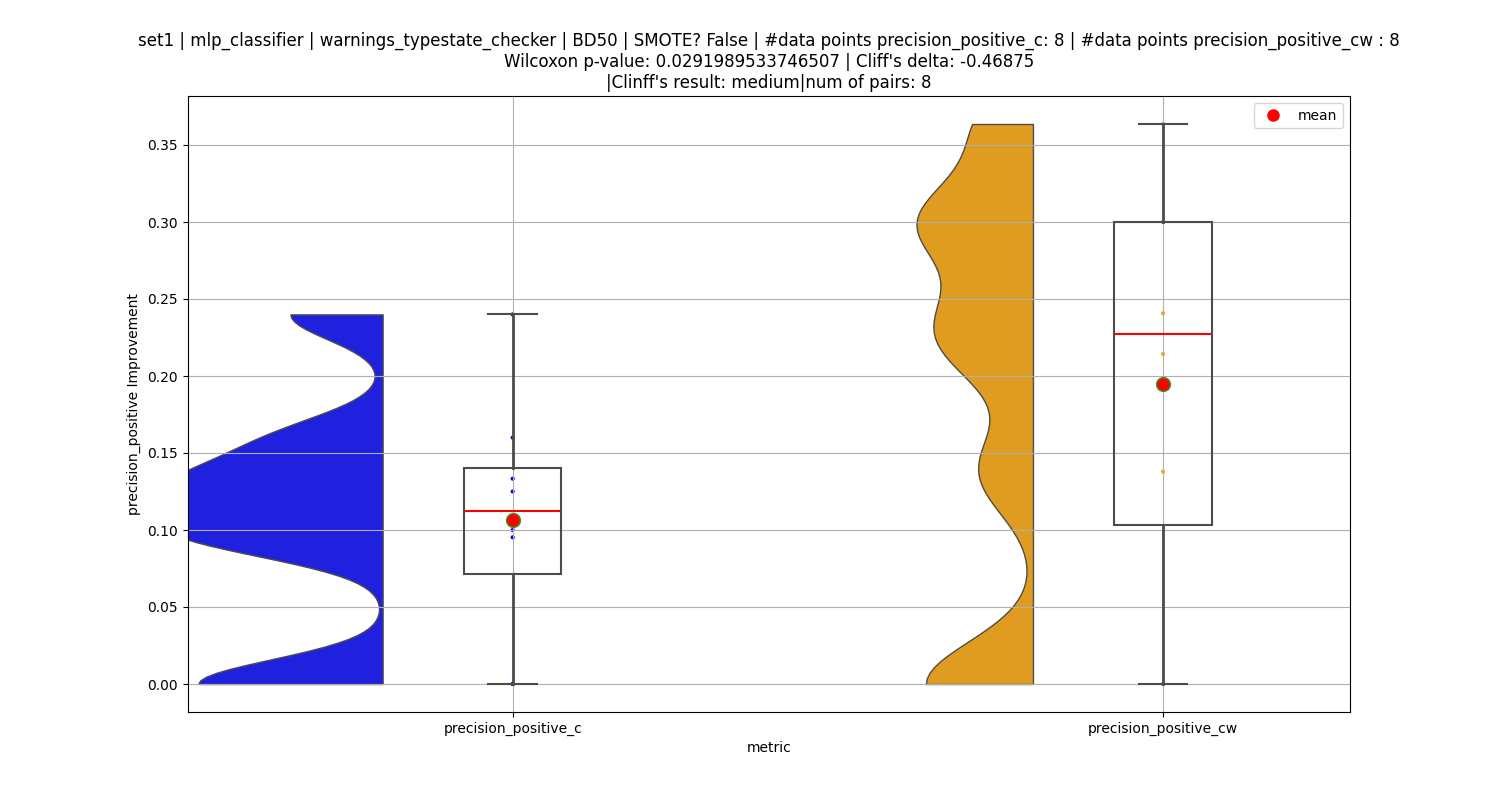 set1 | mlp_classifier | warnings_typestate_checker | BD50 | SMOTE? False | #data points precision_positive_c: 8 | #data points precision_positive_cw : 8
Wilcoxon p-value: 0.0291989533746507 | Cliff's delta: -0.46875
|Clinff's result: medium|num of pairs: 8
mean
precision_positive Improvement
0.35
0.30
0.25
0.20
0.15
0.10
0.05
0.00
precision_positive_c
precision_positive_cw
metric